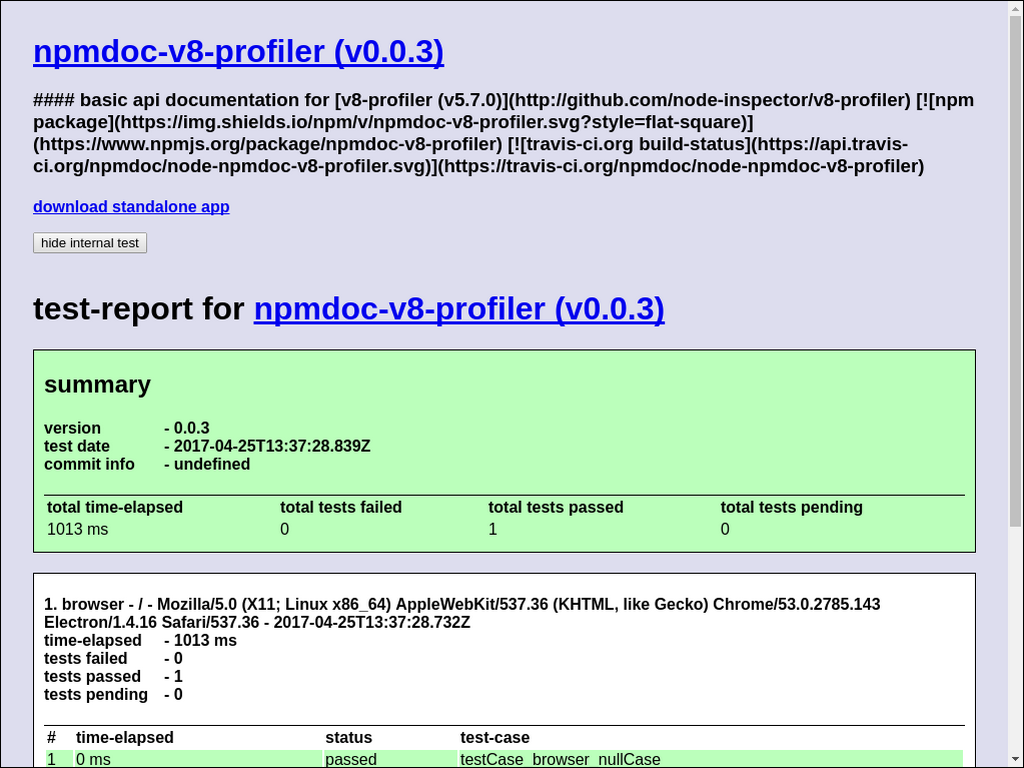 npmdoc-v8-profiler (v0.0.3)
#### basic api documentation for [v8-profiler (v5.7.0)](http://github.com/node-inspector/v8-profiler) [![npm
package](https://img.shields.io/npm/v/npmdoc-v8-profiler.svg?style=flat-square)]
(https://www.npmjs.org/package/npmdoc-v8-profiler) [![travis-ci.org build-status](https://api.travis-
ci.org/npmdoc/node-npmdoc-v8-profiler.svg)](https://travis-ci.org/npmdoc/node-npmdoc-v8-profiler)
download standalone app
hide internal test
test-report for npmdoc-v8-profiler (v0.0.3)
summary
version - 0.0.3
test date - 2017-04-25T13:37:28.839Z
commit info - undefined
total time-elapsed total tests failed total tests passed total tests pending
1013 ms 0 1 0
1. browser - / - Mozilla/5.0 (X11; Linux x86_64) AppleWebKit/537.36 (KHTML, like Gecko) Chrome/53.0.2785.143
Electron/1.4.16 Safari/537.36 - 2017-04-25T13:37:28.732Z
time-elapsed - 1013 ms
tests failed - 0
tests passed - 1
tests pending - 0
# time-elapsed status test-case
1 0 ms passed testCase_browser_nullCase